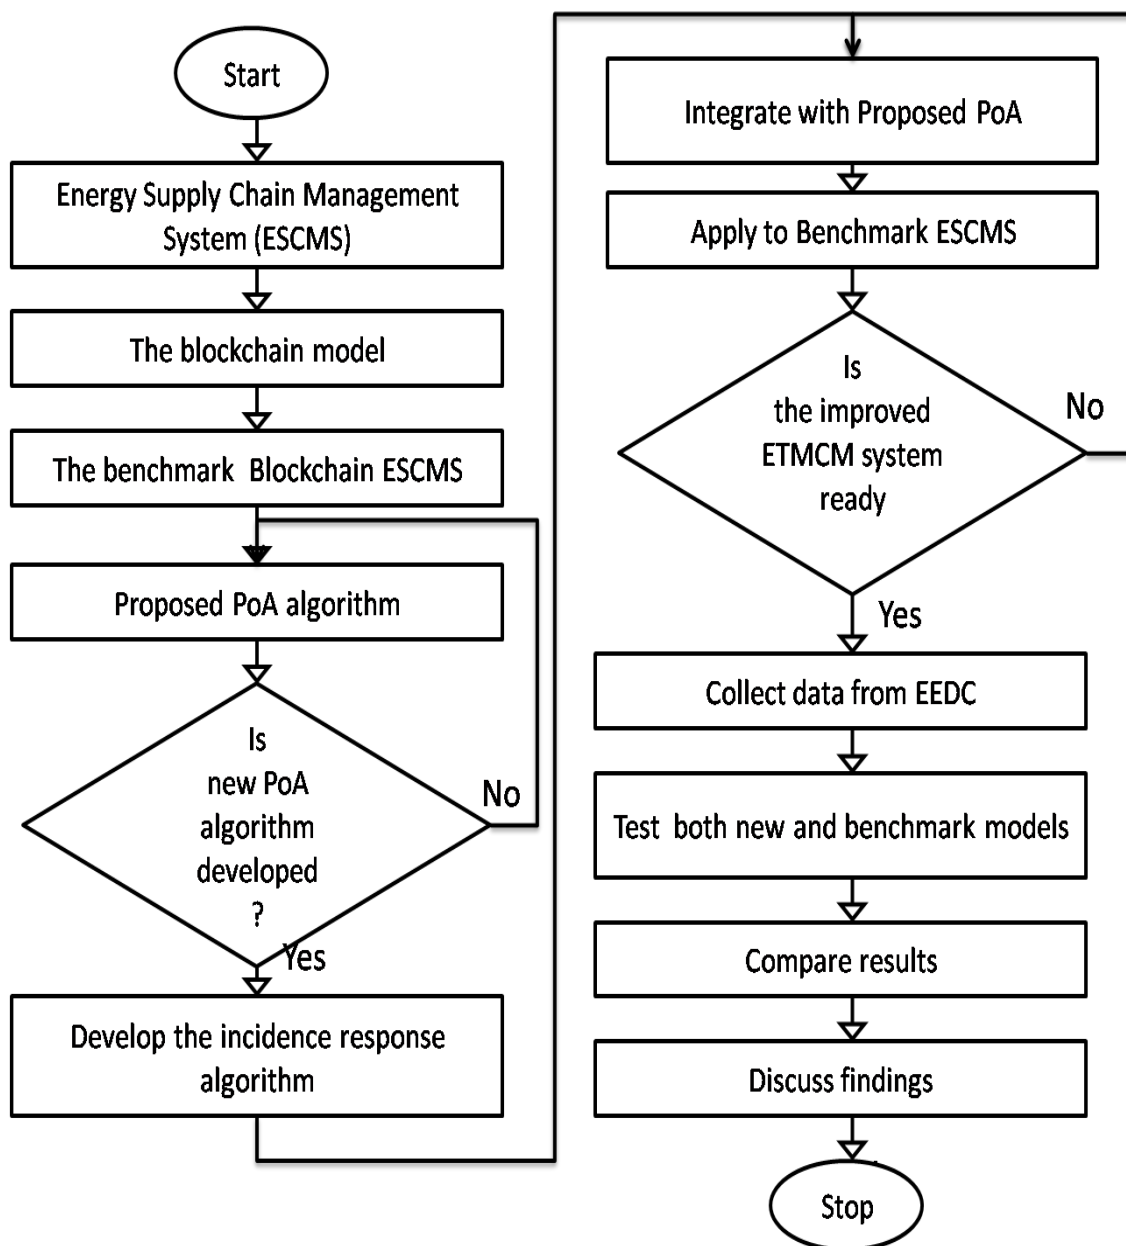 Start
Energy Supply Chain Management
System (ESCMS)
The blockchain model
The benchmark Blockchain ESCMS
Proposed PoA algorithm
Is
new PoA
algorithm
developed
?
No
Yes
Develop the incidence response
algorithm
Integrate with Proposed PoA
Apply to Benchmark ESCMS
Is
the improved
ETMCM system
ready
No
Yes
Collect data from EEDC
Test both new and benchmark models
Compare results
Discuss findings
Stop